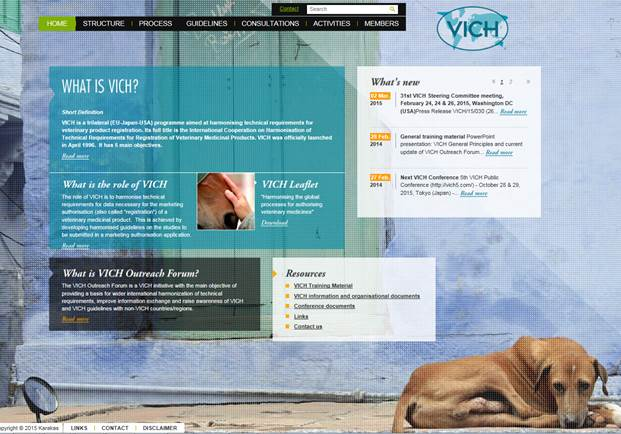 Contact
Search
HOME
STRUCTURE
PROCESS
GUIDELINES
CONSULTATIONS
ACTIVITIES
MEMBERS
VICH
WHAT IS VICH?
Short Definition
VICH is a trilateral (EU-Japan-USA) programme aimed at harmonising technical requirements for
veterinary product registration. Its full title is the International Cooperation on Harmonisation of
Technical Requirements for Registration of Veterinary Medicinal Products. VICH was officially launched
in April 1996. It has 5 main objectives.
Read more
What is the role of VICH
The role of VICH is to harmonise technical
requirements for data necessary for the marketing
authorisation (also called "registration") of a
veterinary medicinal product. This is achieved by
developing harmonised guidelines on the studies to
be submitted in a marketing authorisation application.
Read more
VICH Leaflet
"Harmonising the global
processes for authorising
veterinary medicines"
Download
What's new
« 1 2 »
02 Mar. 2015
31st VICH Steering Committee meeting,
February 24, 24 & 26, 2015, Washington DC
(USA)Press Release VICH/15/030 (26... Read more
20 Feb. 2014
General training material PowerPoint
presentation: VICH General Principles and current
update of VICH Outreach Forum... Read more
27 Feb. 2014
Next VICH Conference 5th VICH Public
Conference (http://vich5.com/) - October 28 & 29,
2015, Tokyo (Japan) –... Read more
What is VICH Outreach Forum?
The VICH Outreach Forum is a VICH initiative with the main objective of
providing a basis for wider international harmonization of technical
requirements, improve information exchange and raise awareness of VICH
and VICH guidelines with non-VICH countries/regions.
Read more
Resources
VICH Training Material
VICH information and organisational documents
Conference documents
Links
Contact us
opyright © 2015 Karakas
LINKS
CONTACT
DISCLAIMER